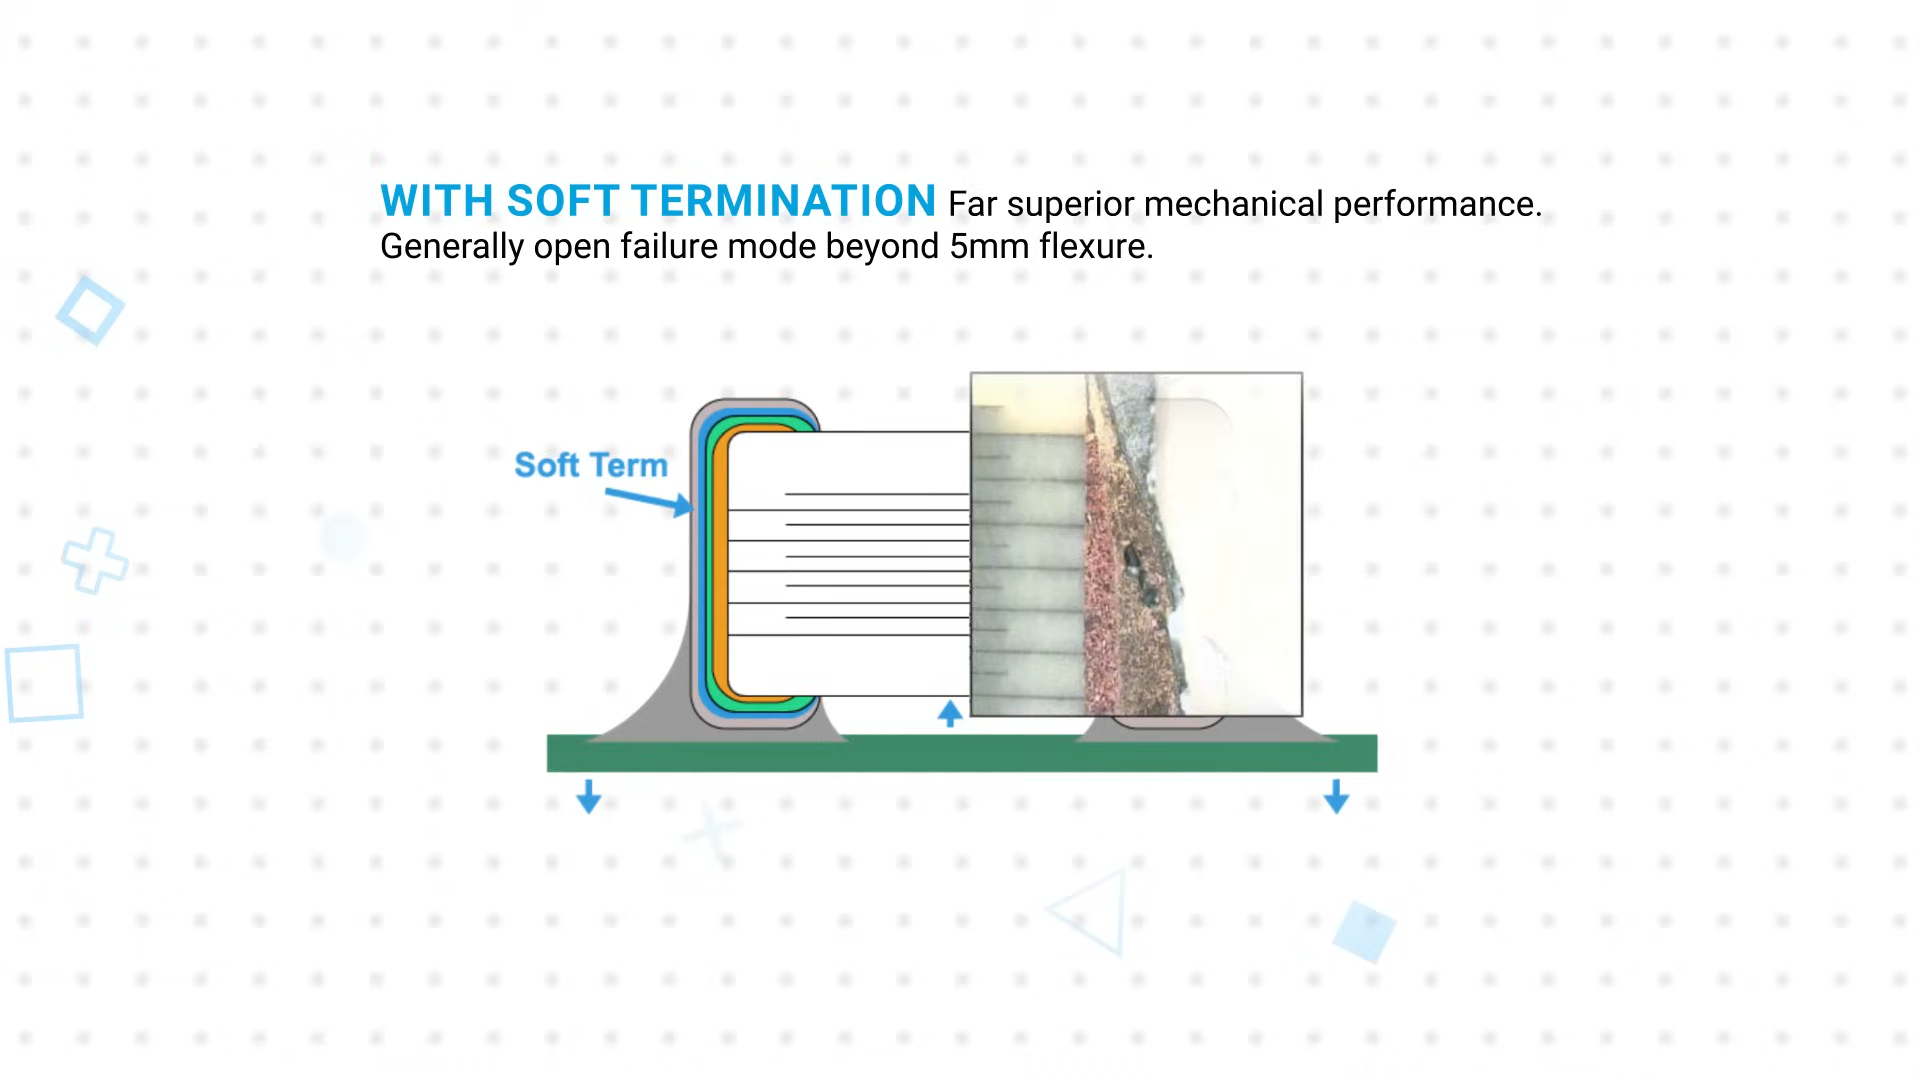 WITH SOFT TERMINATION Far superior mechanical performance.
Generally open failure mode beyond 5mm flexure.
Soft Term